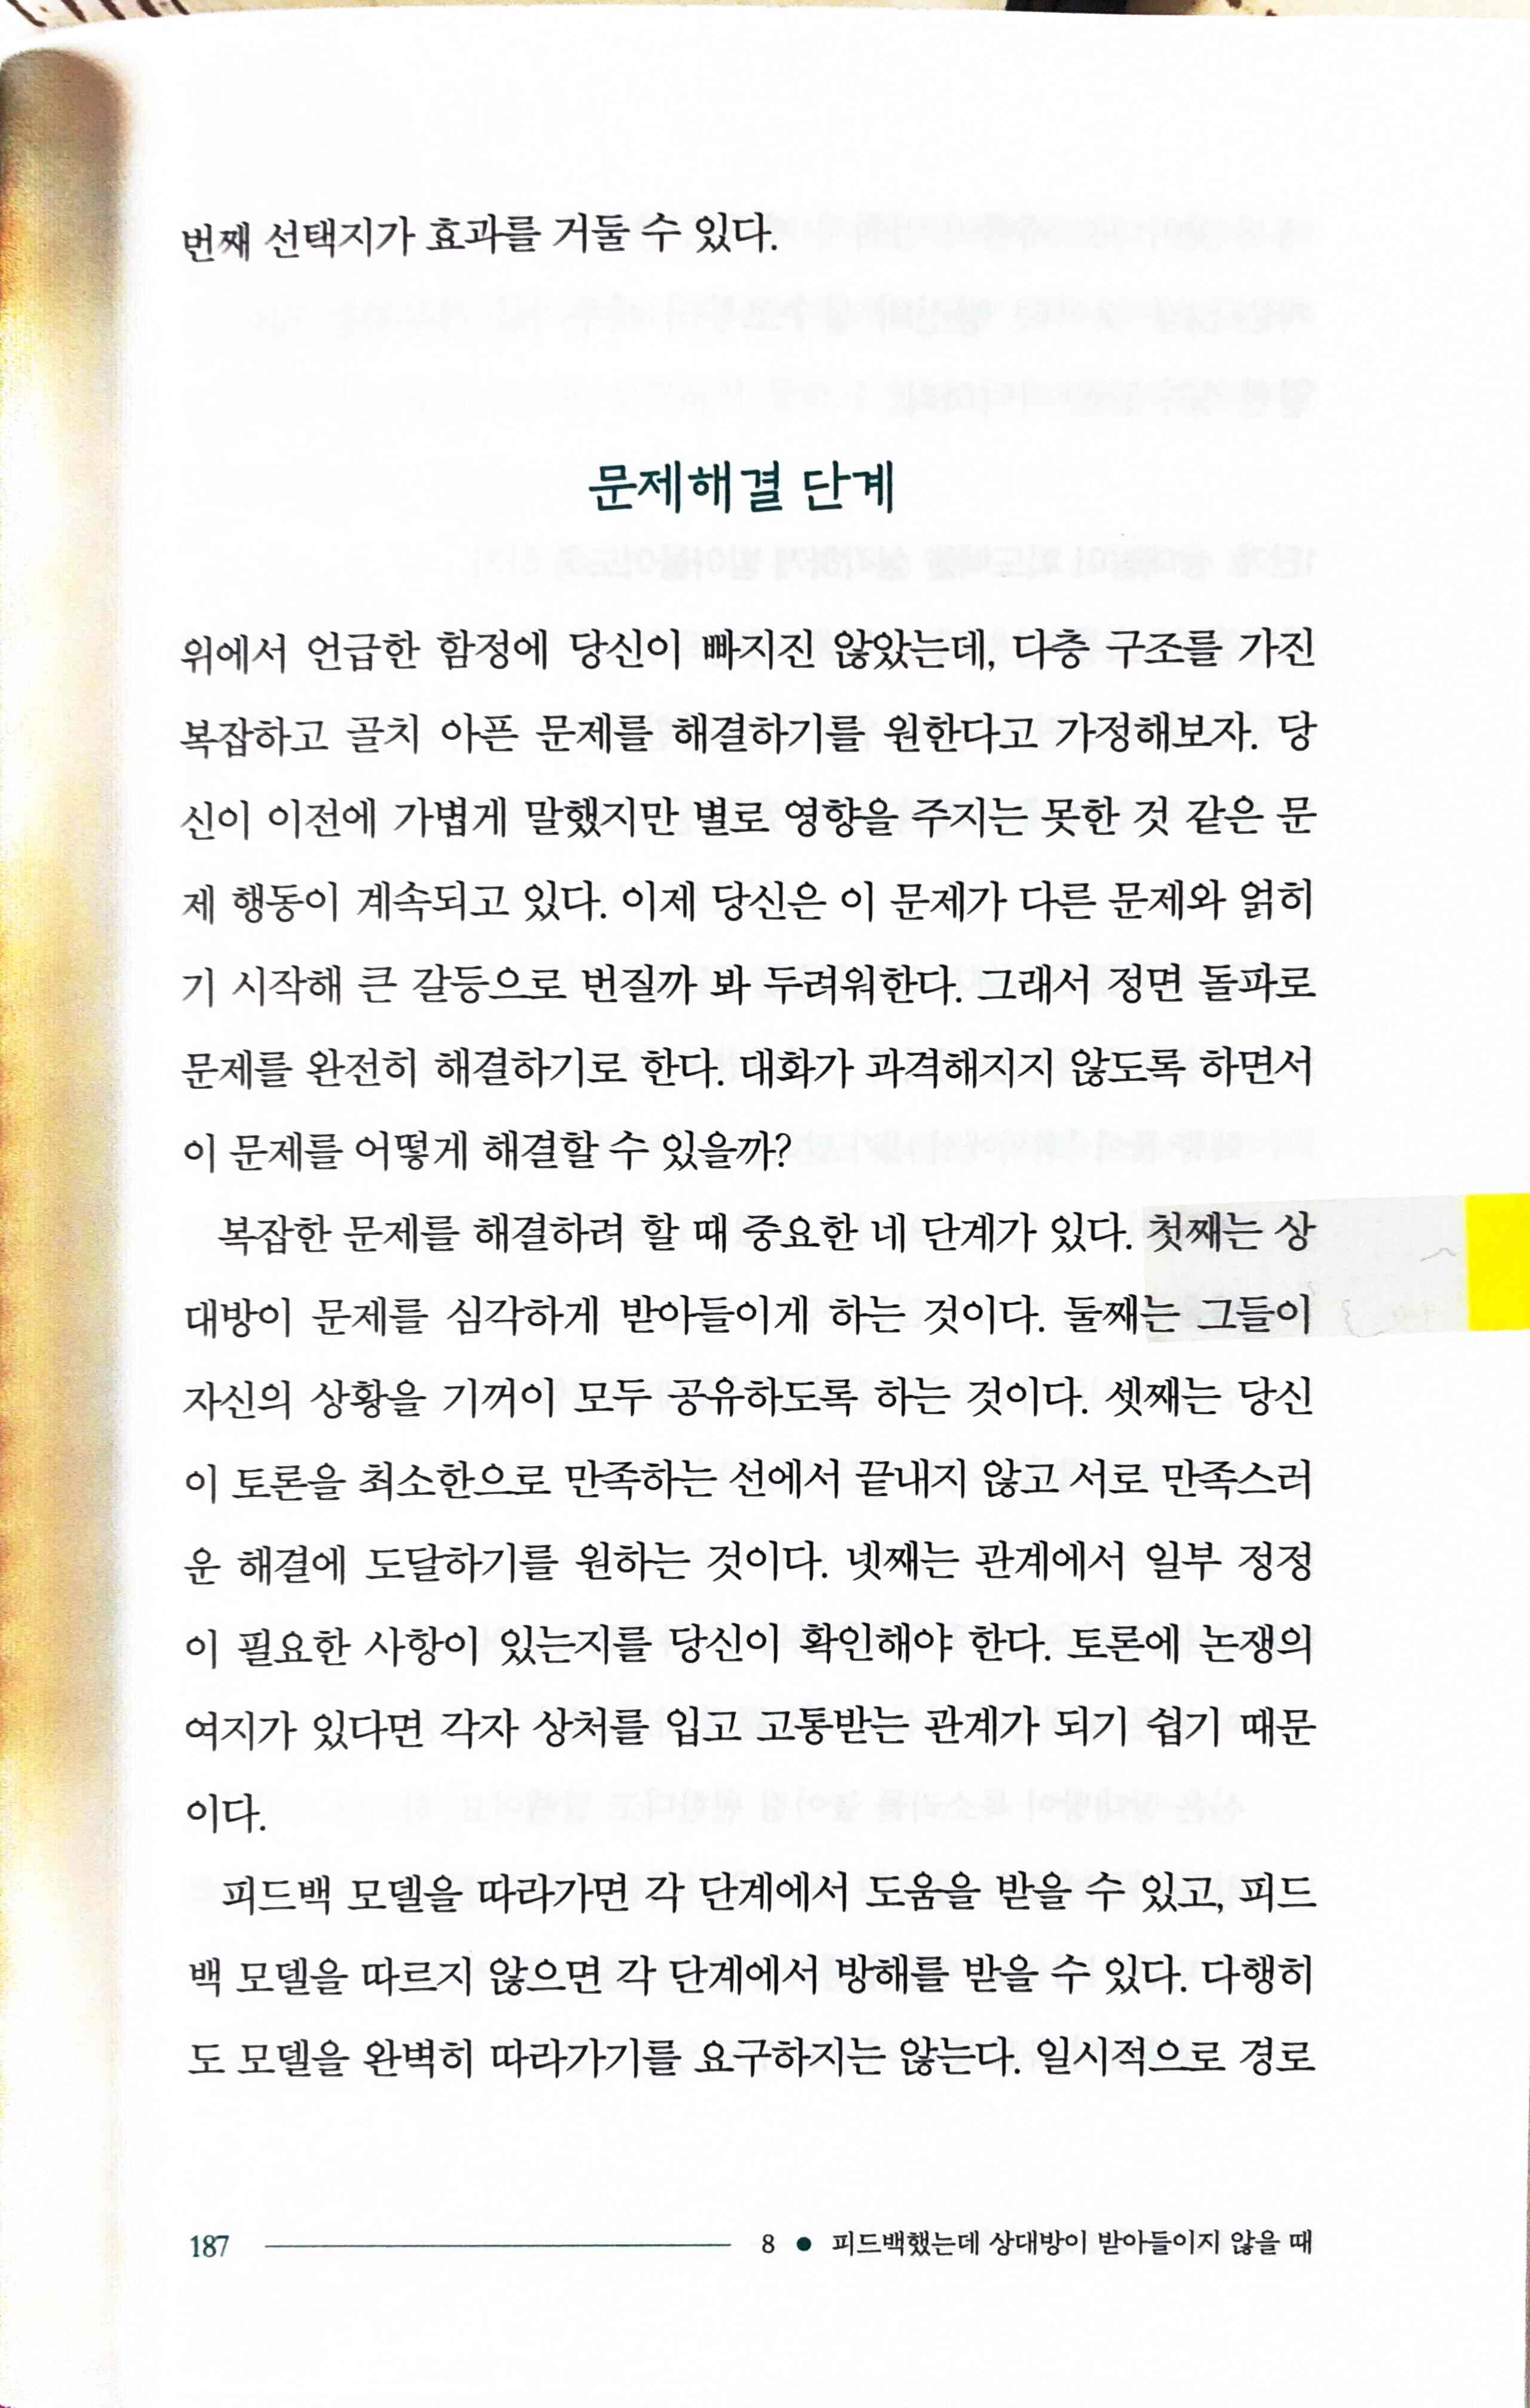 번째 선택지가 효과를 거둘 수 있다.
문제해결 단계
위에서 언급한 함정에 당신이 빠지진 않았는데, 다층 구조를 가진
복잡하고 골치 아픈 문제를 해결하기를 원한다고 가정해보자. 당
신이 이전에 가볍게 말했지만 별로 영향을 주지는 못한 것 같은 문
제 행동이 계속되고 있다. 이제 당신은 이 문제가 다른 문제와 얽히
기 시작해 큰 갈등으로 번질까 봐 두려워한다. 그래서 정면 돌파로
문제를 완전히 해결하기로 한다. 대화가 과격해지지 않도록 하면서
이 문제를 어떻게 해결할 수 있을까?
복잡한 문제를 해결하려 할 때 중요한 네 단계가 있다. 첫째는 상
대방이 문제를 심각하게 받아들이게 하는 것이다. 둘째는 그들이
자신의 상황을 기꺼이 모두 공유하도록 하는 것이다. 셋째는 당신
이 토론을 최소한으로 만족하는 선에서 끝내지 않고 서로 만족스러
운 해결에 도달하기를 원하는 것이다. 넷째는 관계에서 일부 정정
이 필요한 사항이 있는지를 당신이 확인해야 한다. 토론에 논쟁의
여지가 있다면 각자 상처를 입고 고통받는 관계가 되기 쉽기 때문
이다.
피드백 모델을 따라가면 각 단계에서 도움을 받을 수 있고, 피드
백 모델을 따르지 않으면 각 단계에서 방해를 받을 수 있다. 다행히
도 모델을 완벽히 따라가기를 요구하지는 않는다. 일시적으로 경로
187 8 ● 피드백했는데 상대방이 받아들이지 않을 때